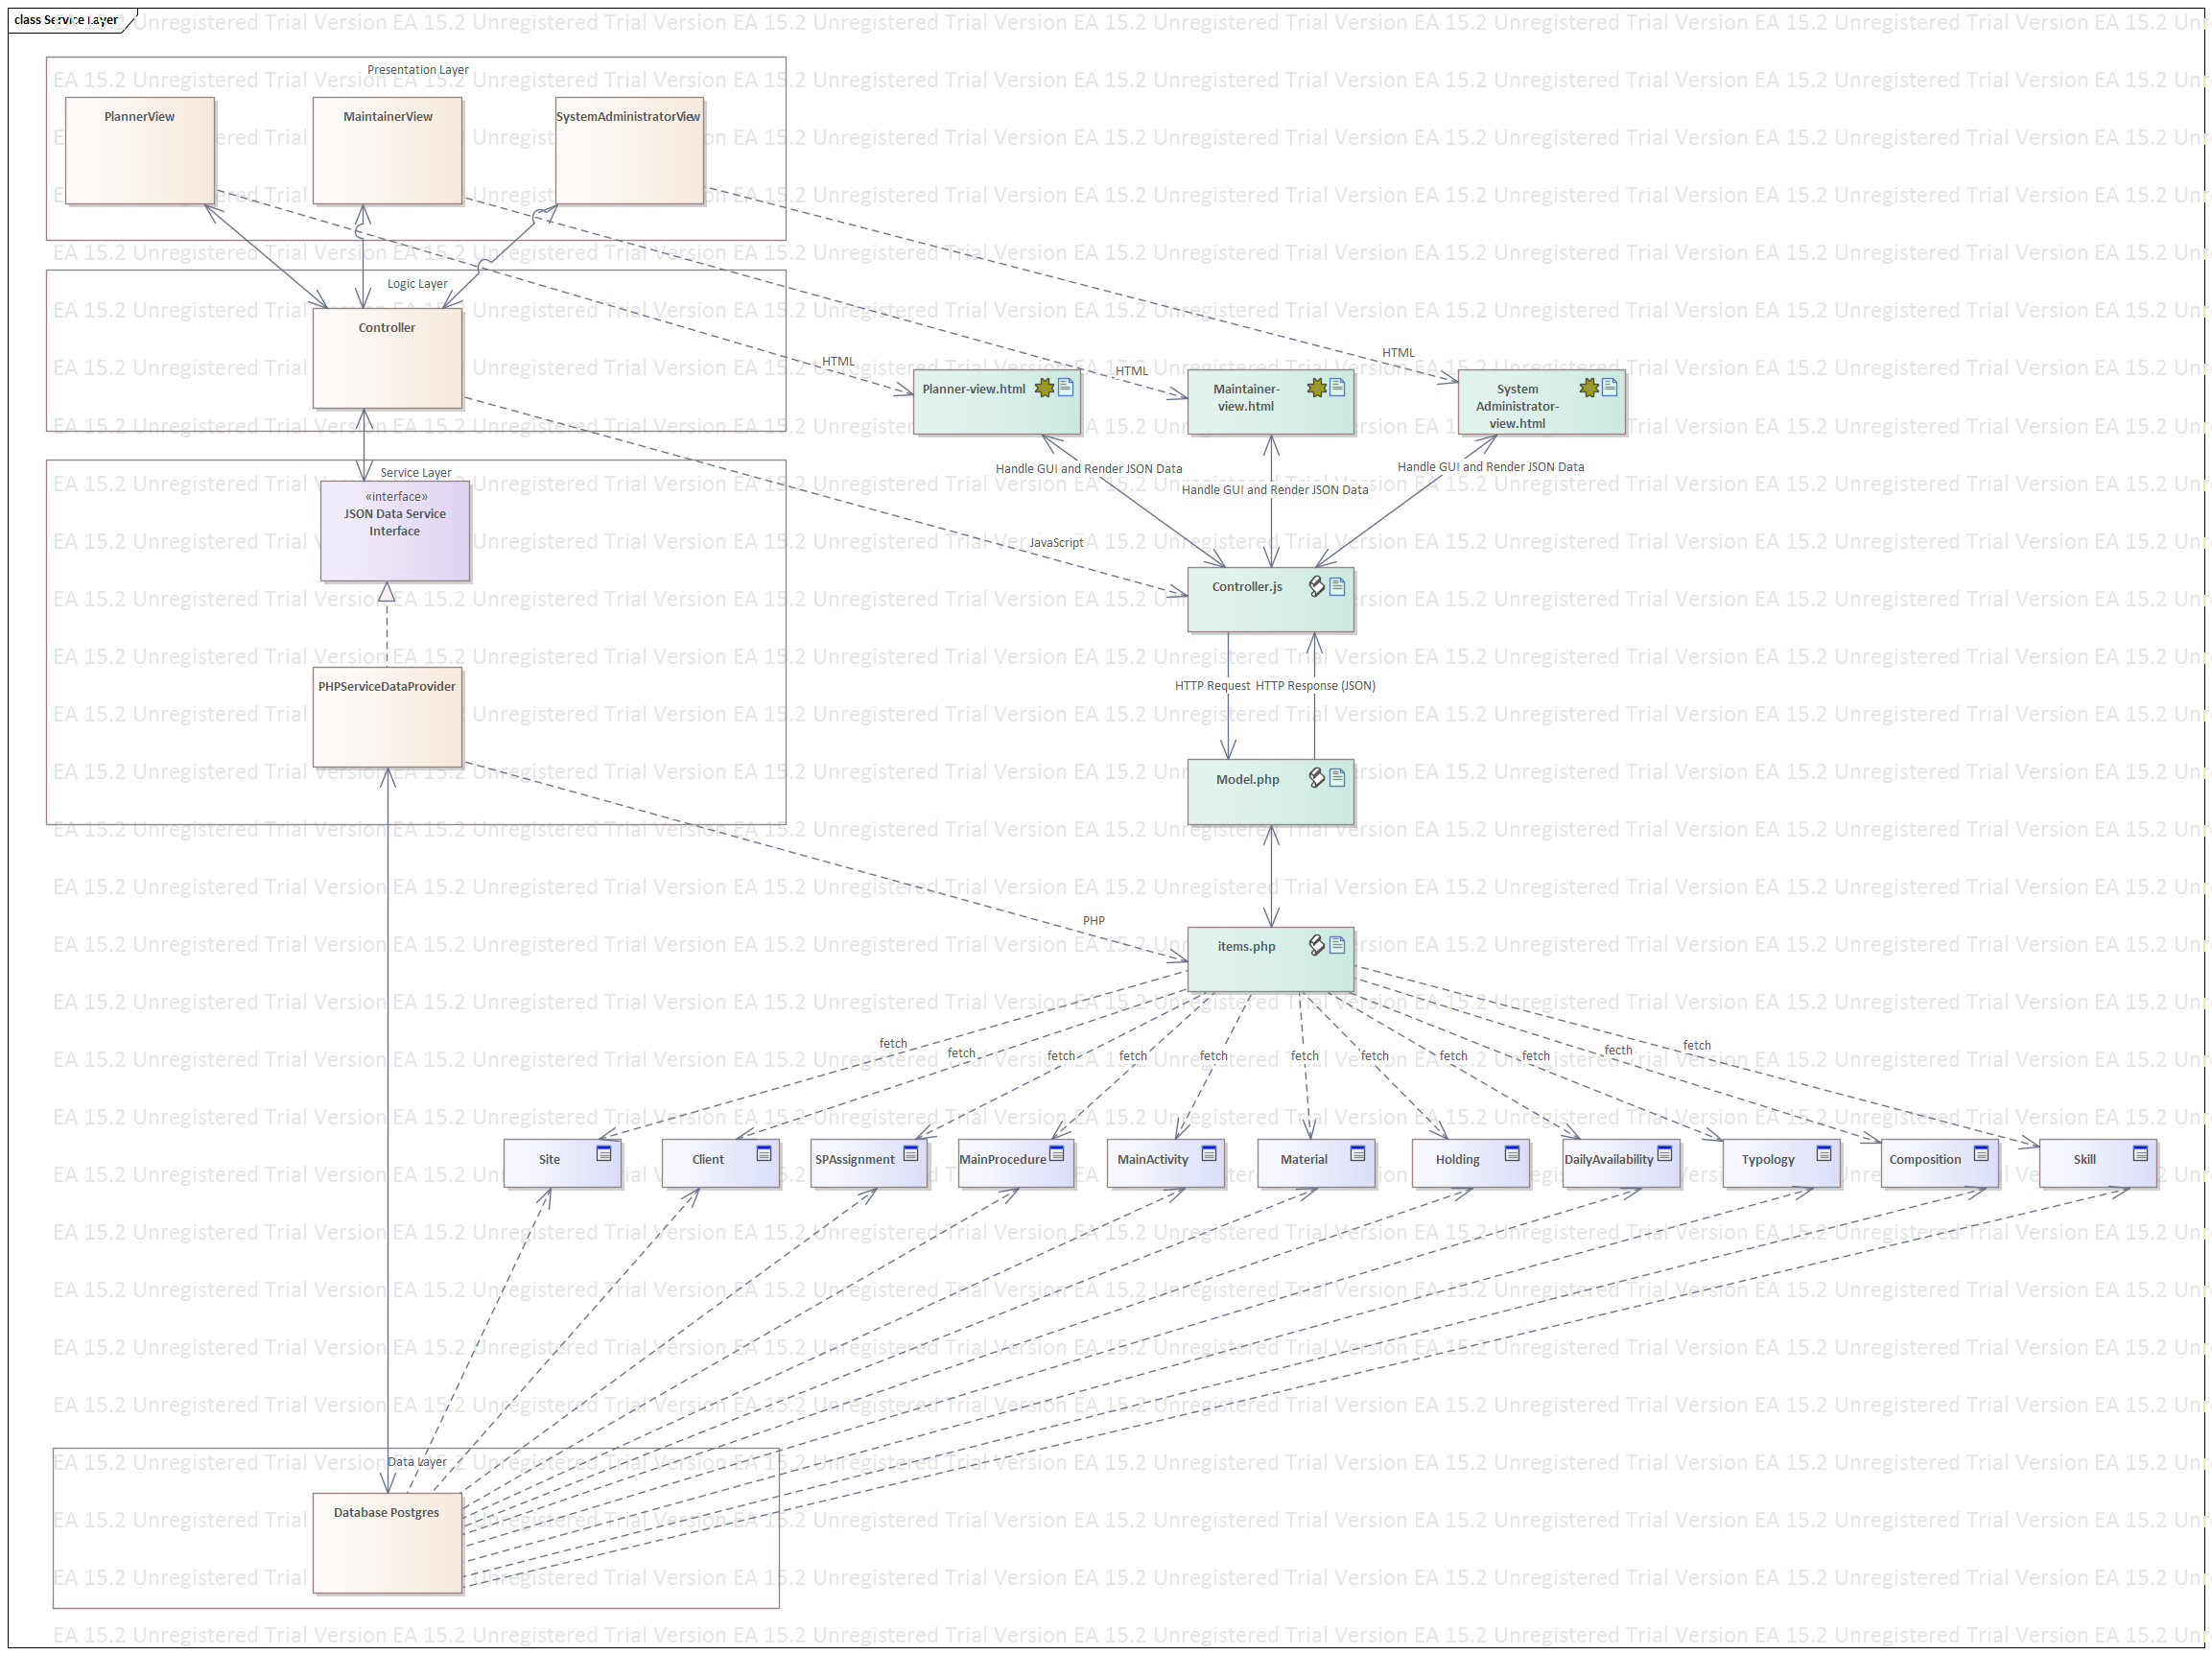 class Service Layer
Presentation Layer
PlannerView
MaintainerView
SystemAdministratorView
Logic Layer
Controller
HTML
HTML
HTML
Planner-view.html
Maintainer-
view.html
System
Administrator-
view.html
Service Layer
«interface»
JSON Data Service
Interface
Handle GUI and Render JSON Data
Handle GUI and Render JSON Data
Handle GUI and Render JSON Data
JavaScript
Controller.js
PHPServiceDataProvider
HTTP Request
HTTP Response (JSON)
Model.php
PHP
items.php
fetch
fetch
fetch
fetch
fetch
fetch
fetch
fetch
fetch
fecth
fetch
Site
Client
SPAssignment
MainProcedure
MainActivity
Material
Holding
DailyAvailability
Typology
Composition
Skill
Data Layer
Database Postgres
EA 15.2 Unregistered Trial Version